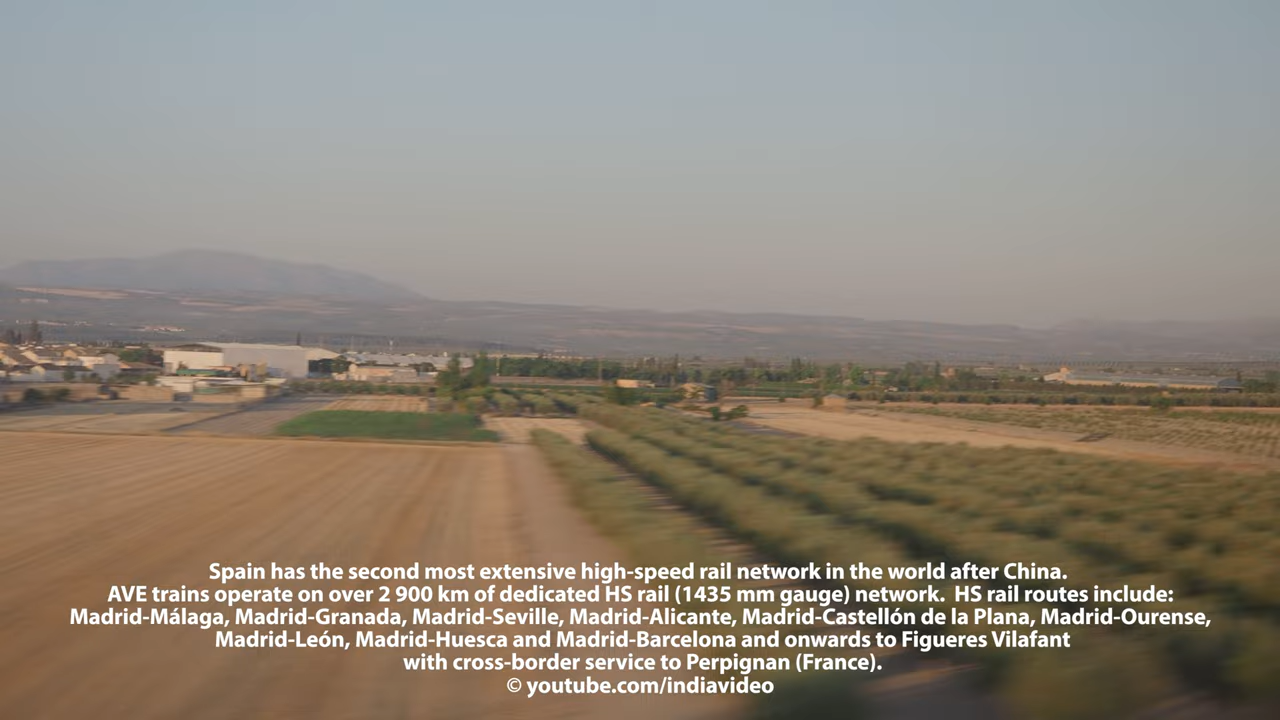 Spain has the second most extensive high-speed rail network in the world after China.
AVE trains operate on over 2 900 km of dedicated HS rail (1435 mm gauge) network.  HS rail routes include:
Madrid-Málaga, Madrid-Granada, Madrid-Seville, Madrid-Alicante, Madrid-Castellón de la Plana, Madrid-Ourense,
Madrid-León, Madrid-Huesca and Madrid-Barcelona and onwards to Figueres Vilafant
with cross-border service to Perpignan (France).
© youtube.com/indiavideo